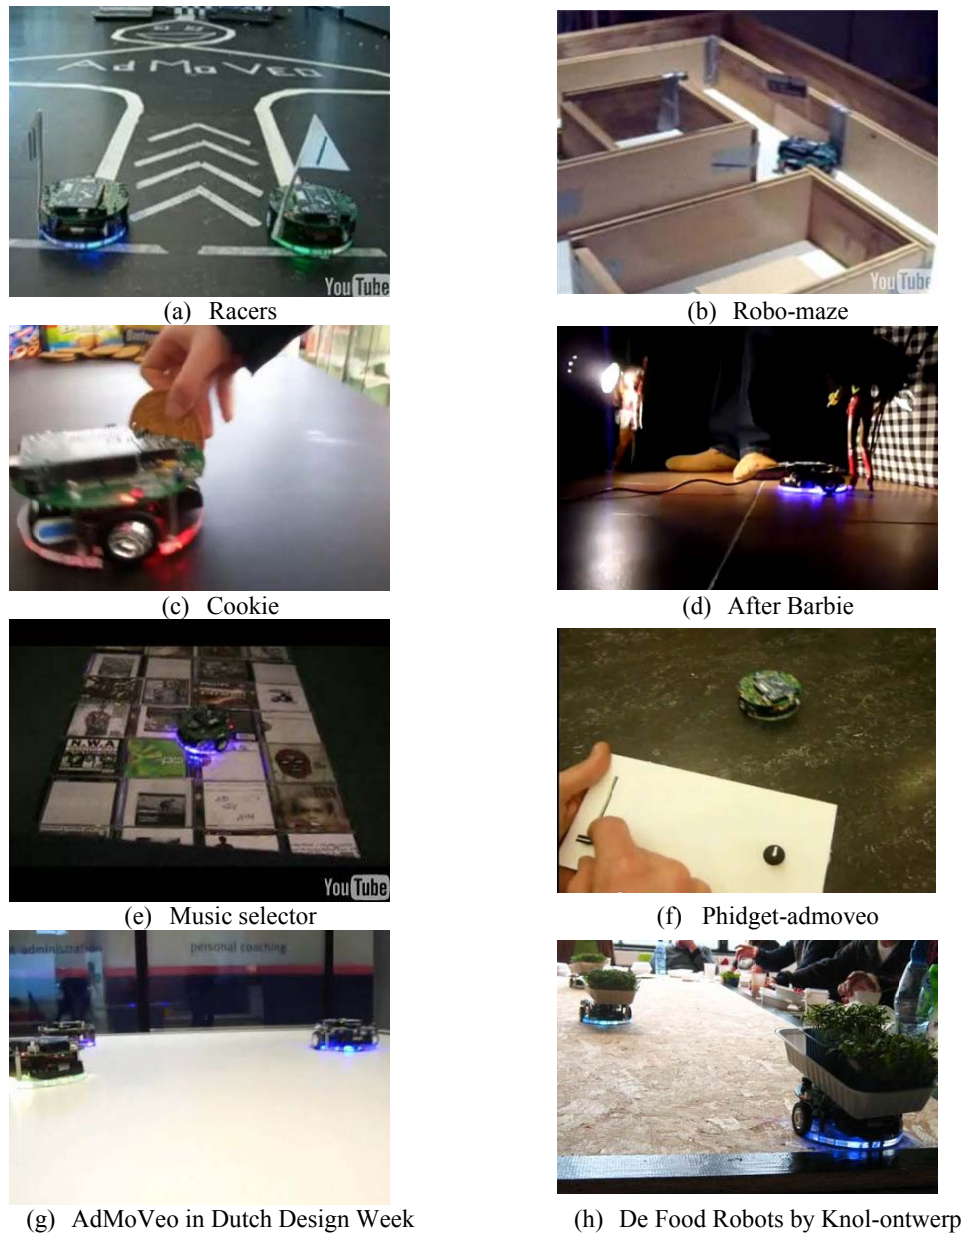 AdMoVeo
YouTube
YouTube
(a) Racers
(b) Robo-maze
(c) Cookie
(d) After Barbie
N.W.A
YouTube
(e) Music selector
(f) Phidget-admoveo
administration
personal coaching
(g) AdMoVeo in Dutch Design Week
(h) De Food Robots by Knol-ontwerp